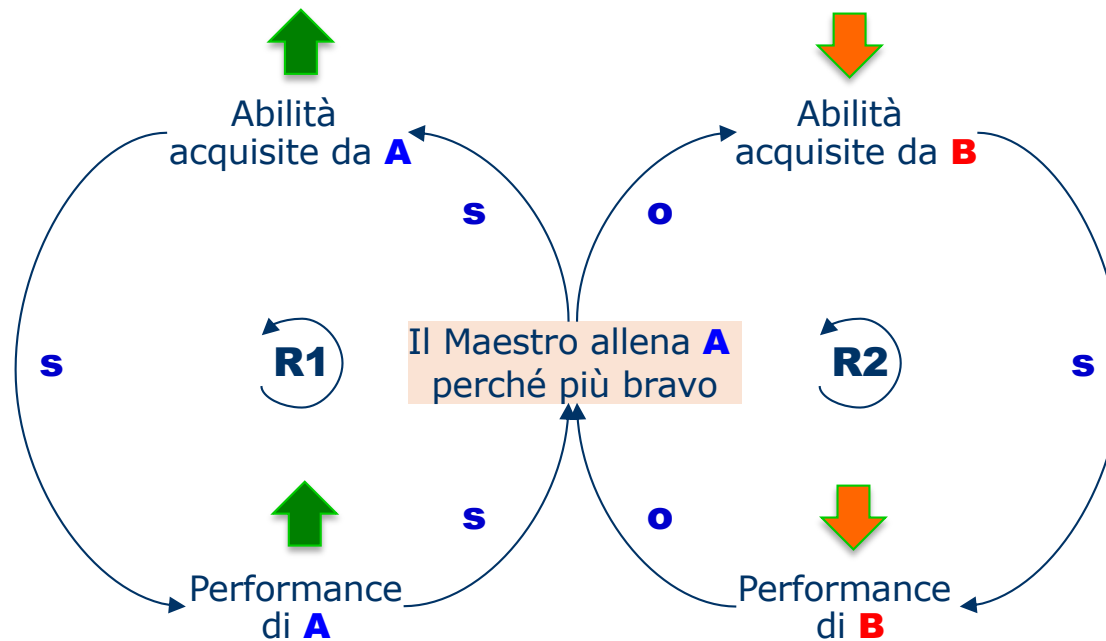 Abilità
acquisite da A
Abilità
acquisite da B
s
o
s
R1
Il Maestro allena A
perché più bravo
R2
s
s
o
Performance
di A
Performance
di B